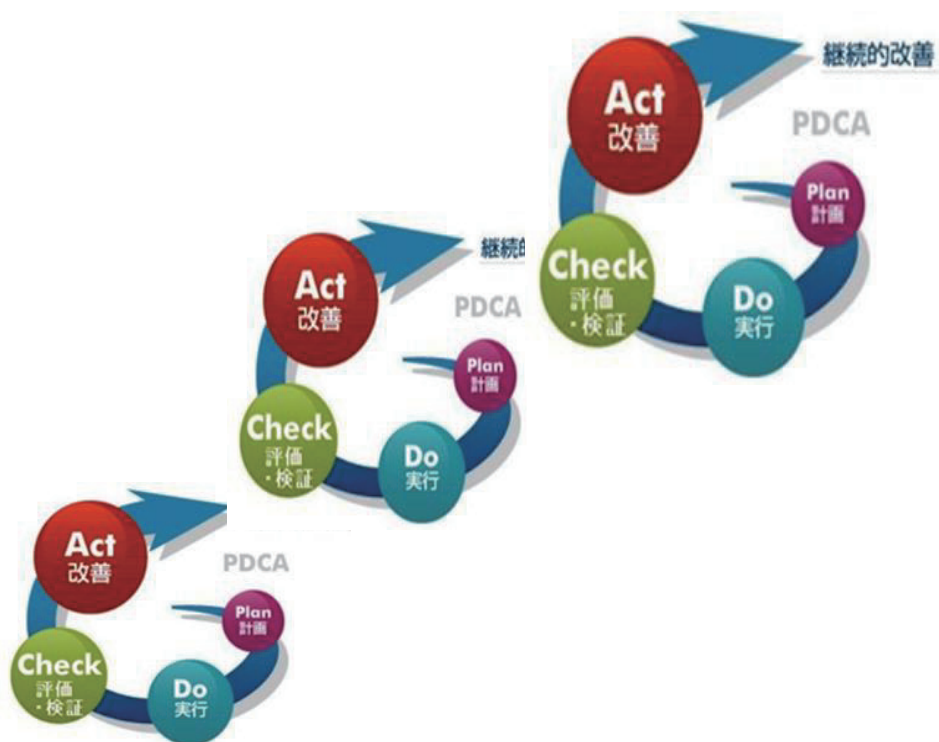 継続的改善
Act
改善
PDCA
Plan
計画
Check
評価
・検証
Do
実行
継続的
Act
改善
PDCA
Plan
計画
Check
評価
・検証
Do
実行
Act
改善
PDCA
Plan
計画
Check
評価
・検証
Do
実行